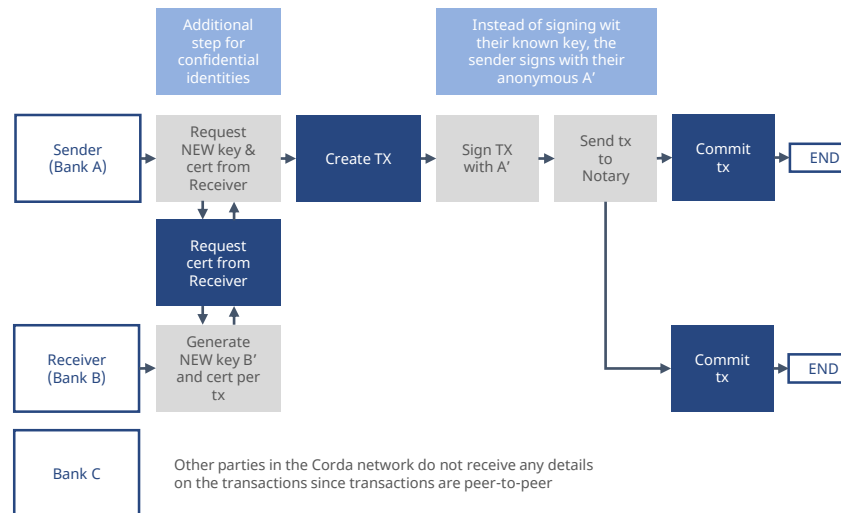 Additional
step for
confidential
identities
Instead of signing wit
their known key, the
sender signs with their
anonymous A’
Sender
(Bank A)
Request
NEW key &
cert from
Receiver
Create TX
Sign TX
with A’
Send tx
to
Notary
Commit
tx
END
Request
cert from
Receiver
Receiver
(Bank B)
Generate
NEW key B’
and cert per
tx
Commit
tx
END
Bank C
Other parties in the Corda network do not receive any details
on the transactions since transactions are peer-to-peer